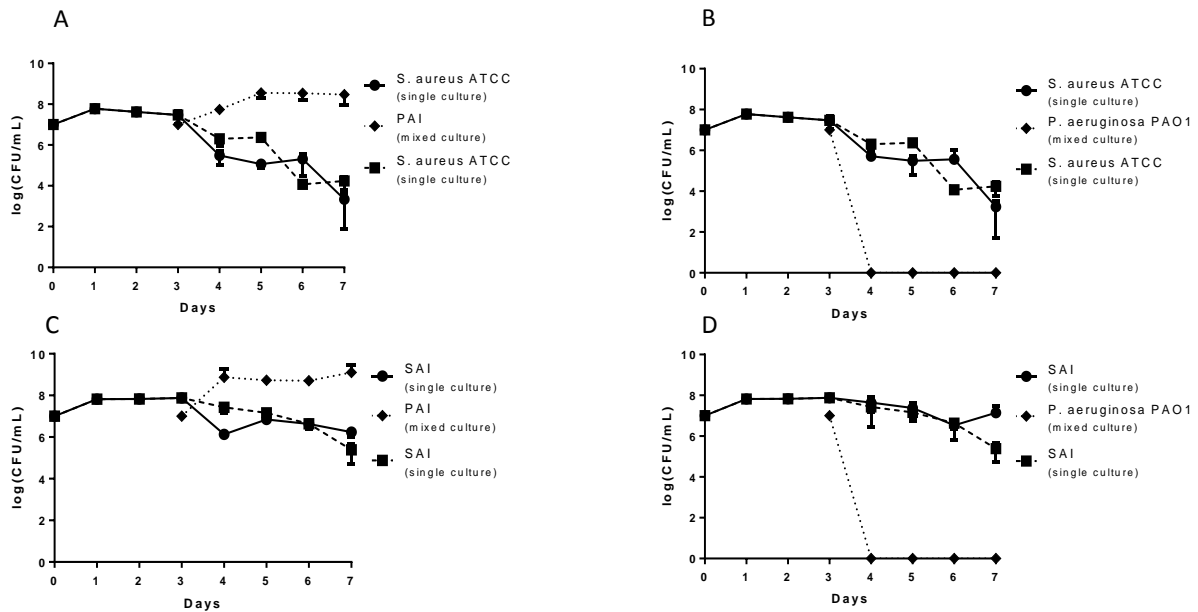 A
10
8
6
4
2
0
log(CFU/mL)
0 1 2 3 4 5 6 7
Days
S. aureus ATCC
(single culture)
PAI
(mixed culture)
S. aureus ATCC
(single culture)
B
10
8
6
4
2
0
log(CFU/mL)
0 1 2 3 4 5 6 7
Days
S. aureus ATCC
(single culture)
P. aeruginosa PAO1
(mixed culture)
S. aureus ATCC
(single culture)
C
10
8
6
4
2
0
log(CFU/mL)
0 1 2 3 4 5 6 7
Days
SAI
(single culture)
PAI
(mixed culture)
SAI
(single culture)
D
10
8
6
4
2
0
log(CFU/mL)
0 1 2 3 4 5 6 7
Days
SAI
(single culture)
P. aeruginosa PAO1
(mixed culture)
SAI
(single culture)